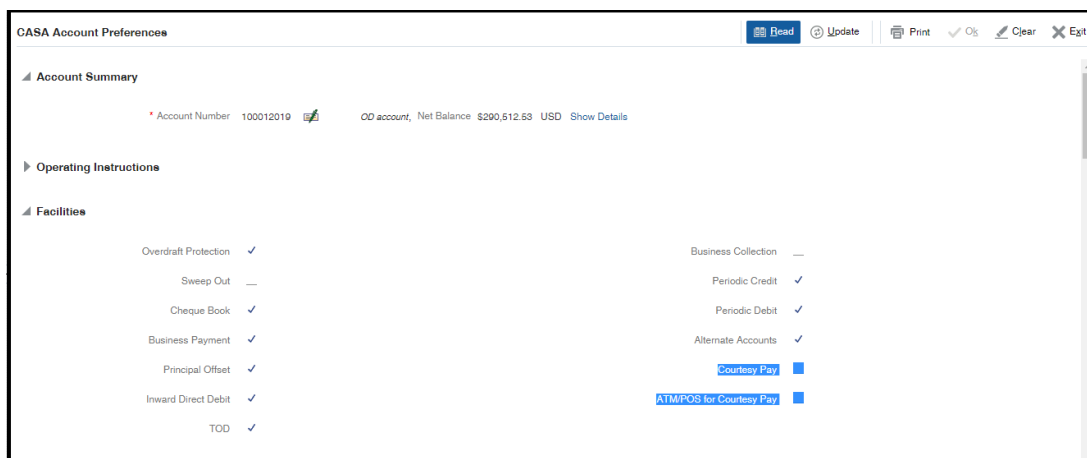 CASA Account Preferences
Read Update Print Ok Clear Exit
Account Summary
* Account Number 100012019 OD account, Net Balance $290,512.53 USD Show Details
Operating Instructions
Facilities
Overdraft Protection Business Collection
Sweep Out Periodic Credit
Cheque Book Periodic Debit
Business Payment Alternate Accounts
Principal Offset Courtesy Pay
Inward Direct Debit ATM/POS for Courtesy Pay
TOD